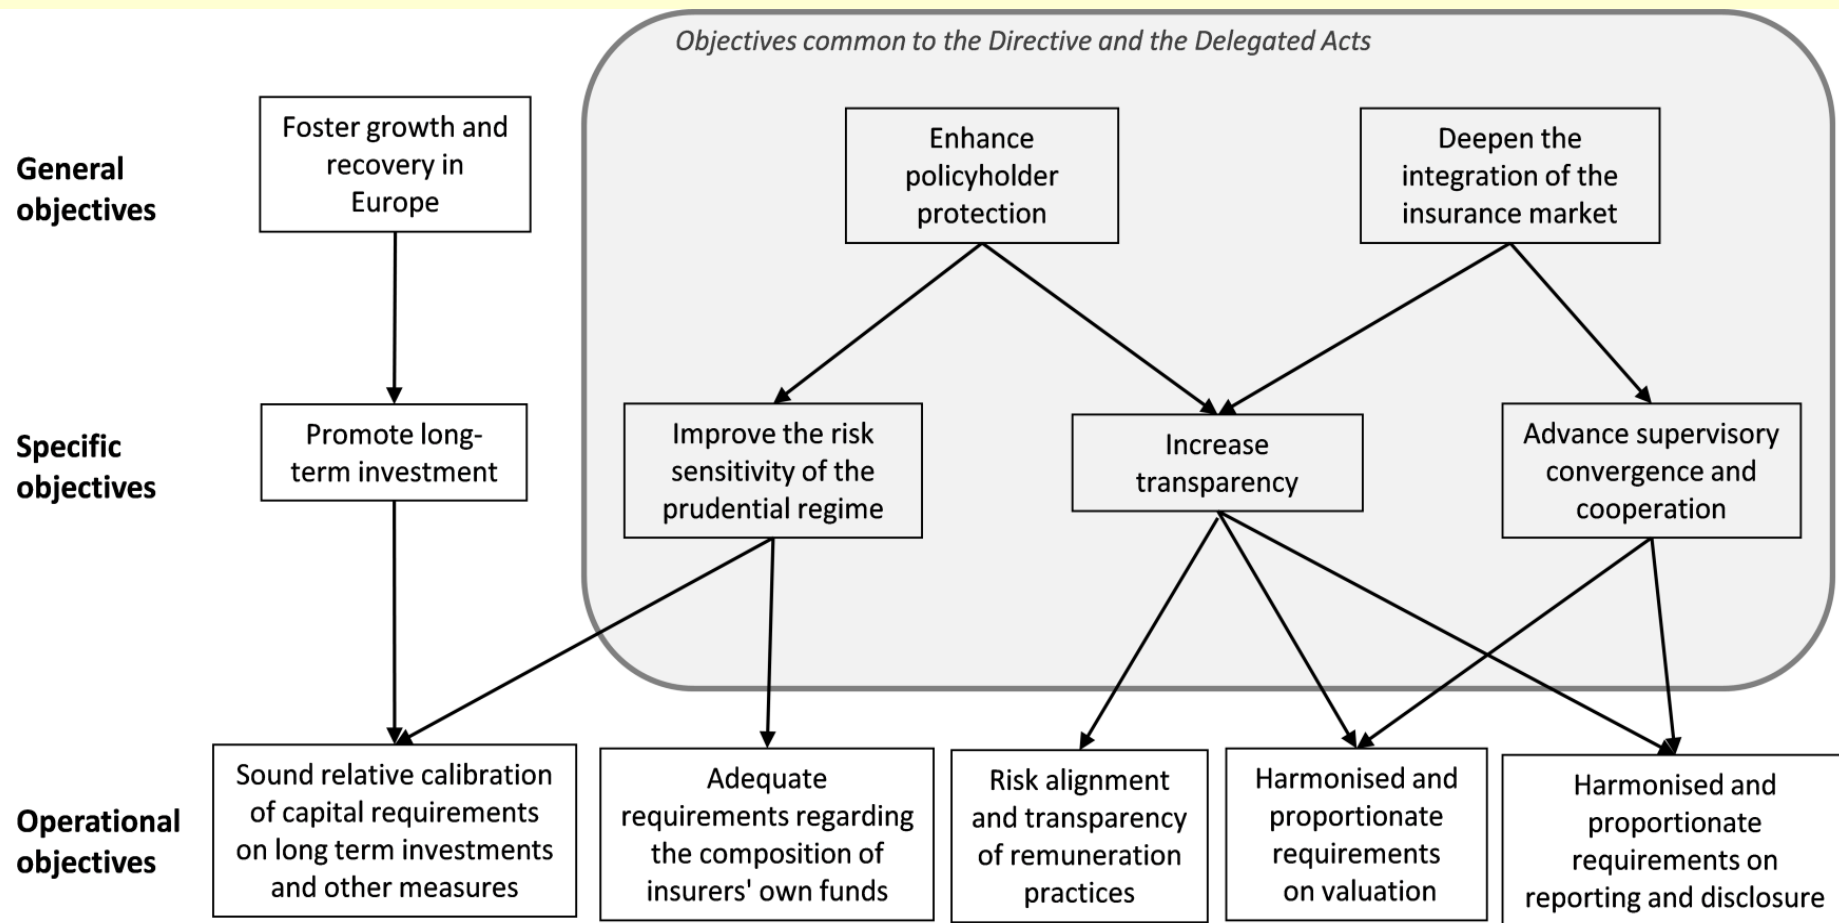 Objectives common to the Directive and the Delegated Acts
General
objectives
Foster growth and
recovery in
Europe
Enhance
policyholder
protection
Deepen the
integration of the
insurance market
Specific
objectives
Promote long-
term investment
Improve the risk
sensitivity of the
prudential regime
Increase
transparency
Advance supervisory
convergence and
cooperation
Operational
objectives
Sound relative calibration
of capital requirements
on long term investments
and other measures
Adequate
requirements regarding
the composition of
insurers' own funds
Risk alignment
and transparency
of remuneration
practices
Harmonised and
proportionate
requirements
on valuation
Harmonised and
proportionate
requirements on
reporting and disclosure